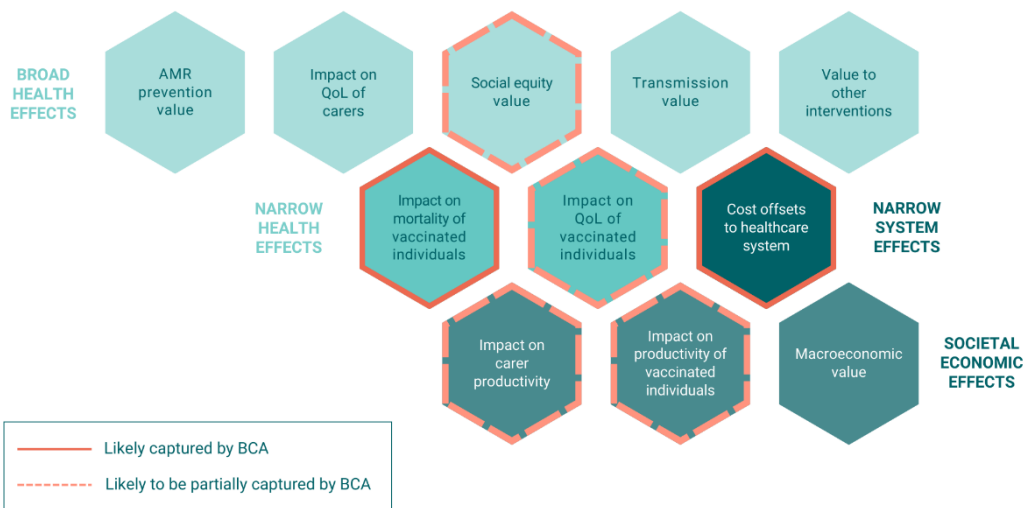 BROAD
HEALTH
EFFECTS
AMR
prevention
value
Impact on
QoL of
carers
Social equity
value
Transmission
value
Value to
other
interventions
NARROW
HEALTH
EFFECTS
Impact on
mortality of
vaccinated
individuals
Impact on
QoL of
vaccinated
individuals
Cost offsets
to healthcare
system
NARROW
SYSTEM
EFFECTS
Impact on
carer
productivity
Impact on
productivity of
vaccinated
individuals
Macroeconomic
value
SOCIETAL
ECONOMIC
EFFECTS
Likely captured by BCA
Likely to be partially captured by BCA